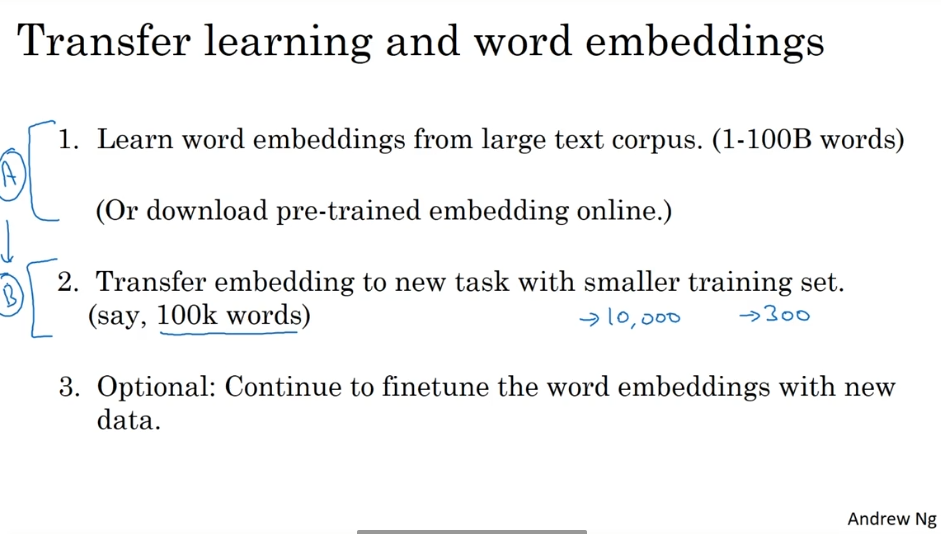 Transfer learning and word embeddings
A
1. Learn word embeddings from large text corpus. (1-100B words)
(Or download pre-trained embedding online.)
B
2. Transfer embedding to new task with smaller training set.
(say, 100k words) →10,000 →300
3. Optional: Continue to finetune the word embeddings with new
data.
Andrew Ng